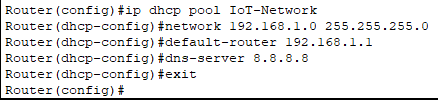 Router(config)#ip dhcp pool IoT-Network
Router(dhcp-config)#network 192.168.1.0 255.255.255.0
Router(dhcp-config)#default-router 192.168.1.1
Router(dhcp-config)#dns-server 8.8.8.8
Router(dhcp-config)#exit
Router(config)#